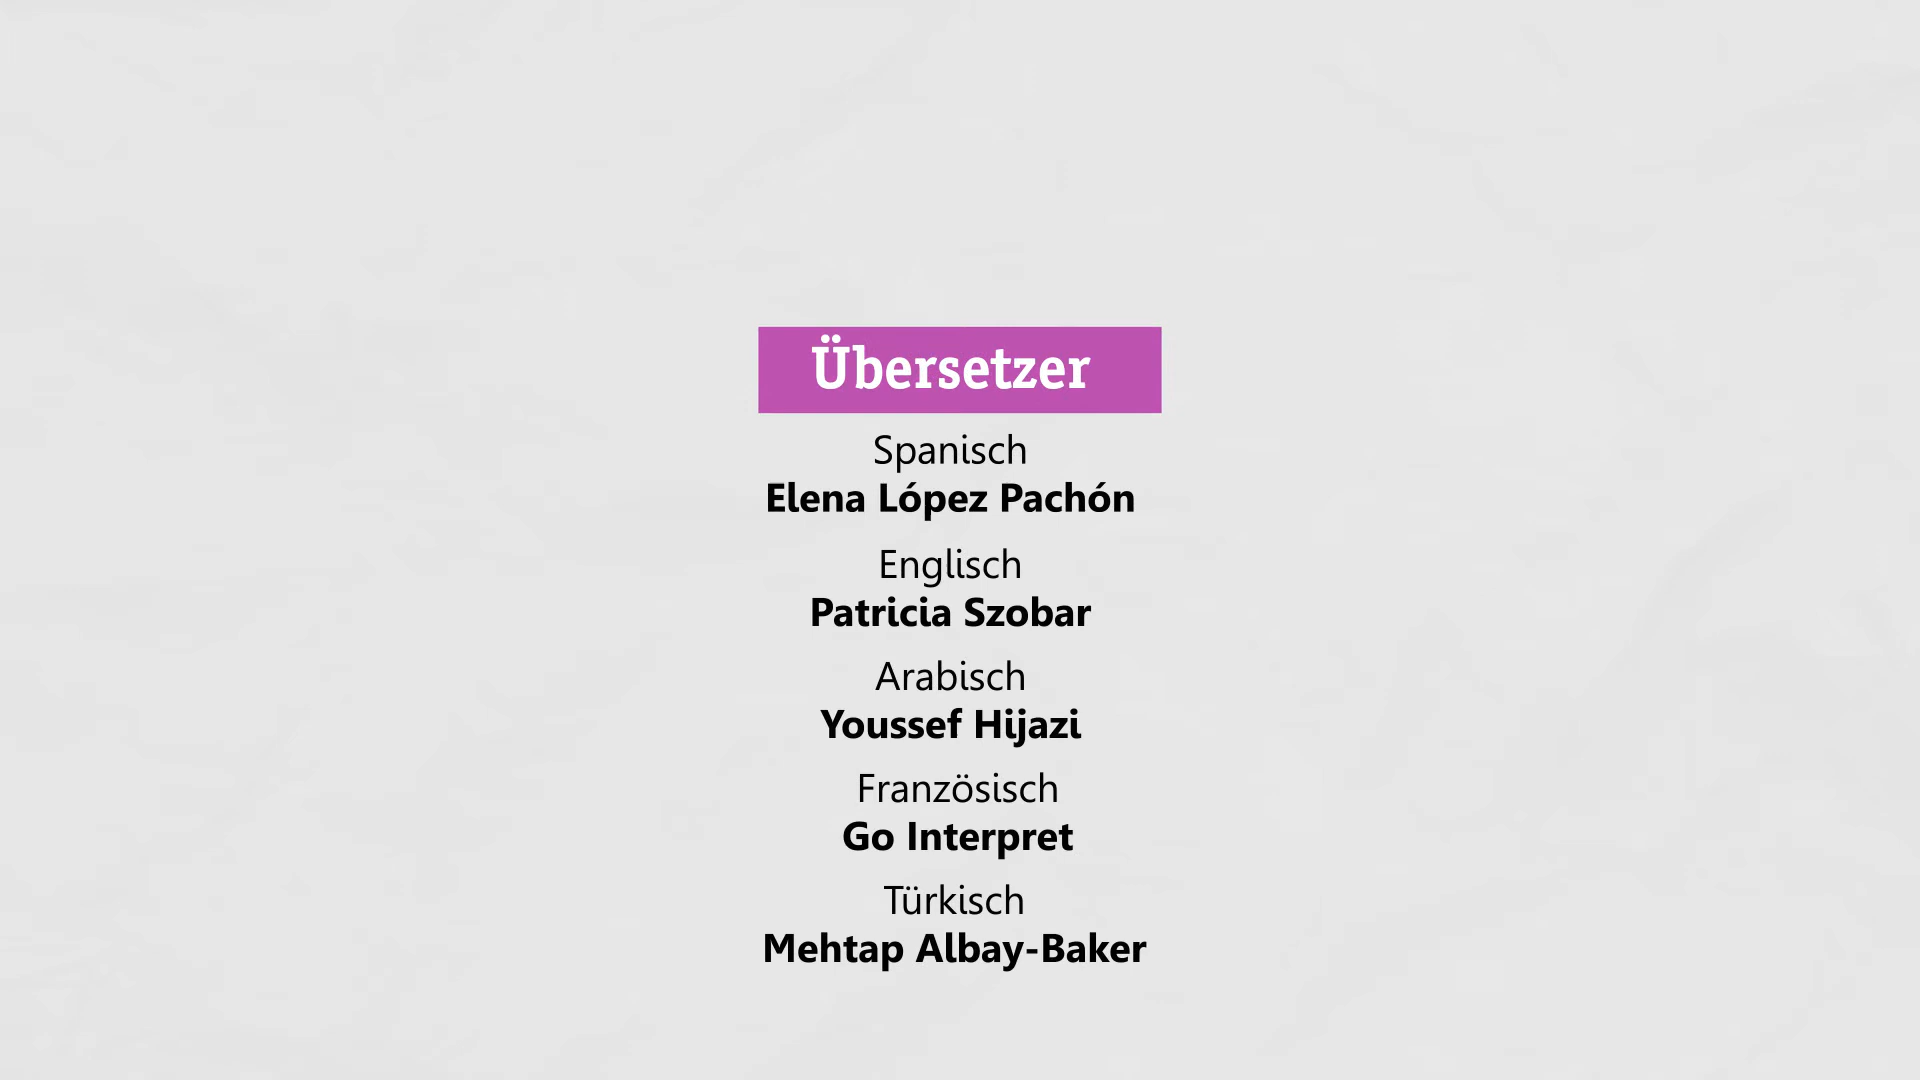 Übersetzer
Spanisch
Elena López Pachón
Englisch
Patricia Szobar
Arabisch
Youssef Hijazi
Französisch
Go Interpret
Türkisch
Mehtap Albay-Baker